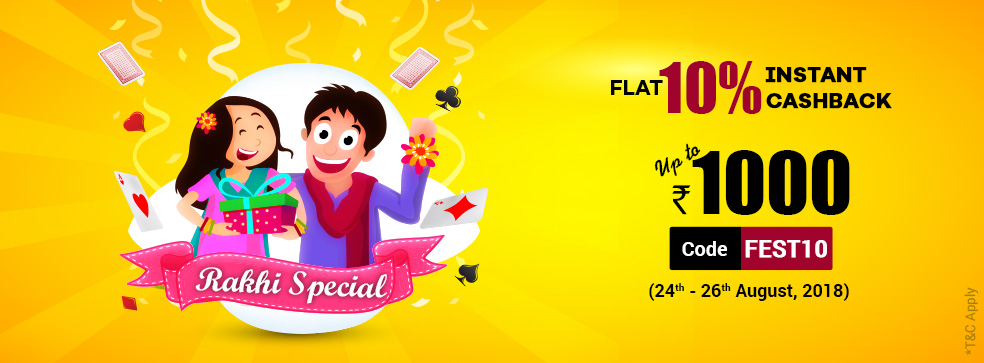 Rakhi Special
FLAT 10% INSTANT
CASHBACK
Up to
₹ 1000
Code FEST10
(24th - 26th August, 2018)
*T&C Apply